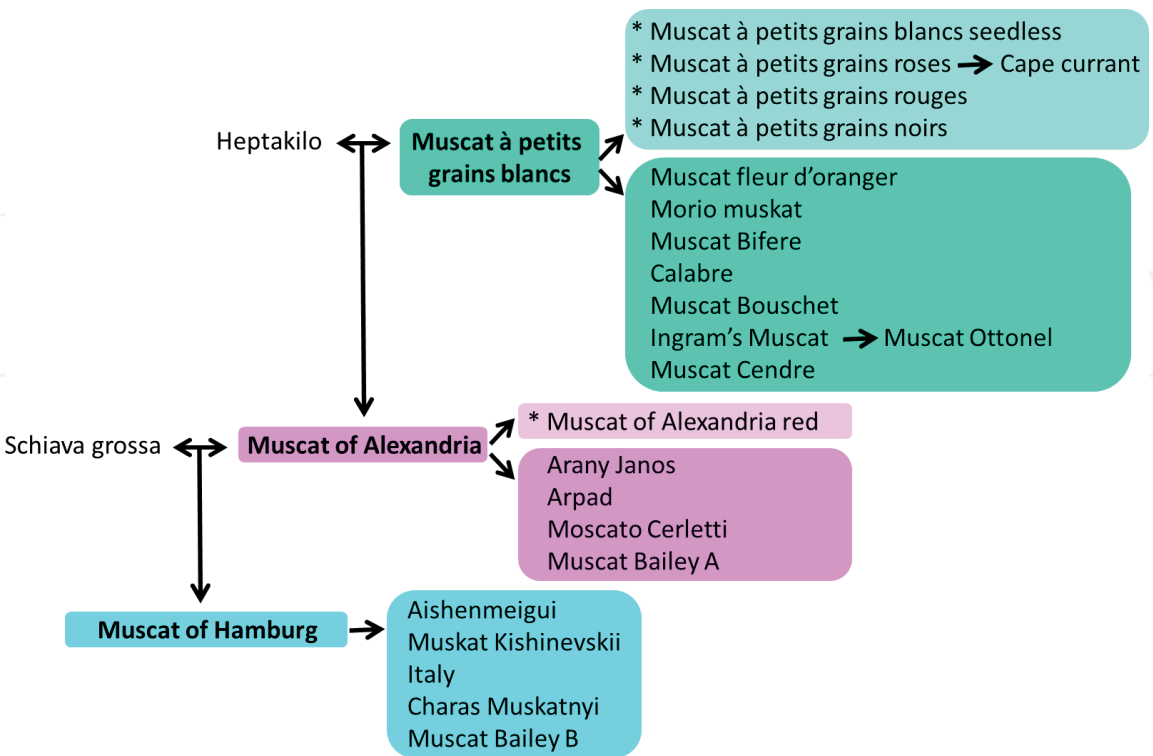 * Muscat à petits grains blancs seedless
* Muscat à petits grains roses → Cape currant
* Muscat à petits grains rouges
* Muscat à petits grains noirs
Heptakilo
Muscat à petits
grains blancs
Muscat fleur d’oranger
Morio muskat
Muscat Bifere
Calabre
Muscat Bouschet
Ingram’s Muscat → Muscat Ottonel
Muscat Cendre
* Muscat of Alexandria red
Schiava grossa
Muscat of Alexandria
Arany Janos
Arpad
Moscato Cerletti
Muscat Bailey A
Muscat of Hamburg
Aishenmeigui
Muskat Kishinevskii
Italy
Charas Muskatnyi
Muscat Bailey B